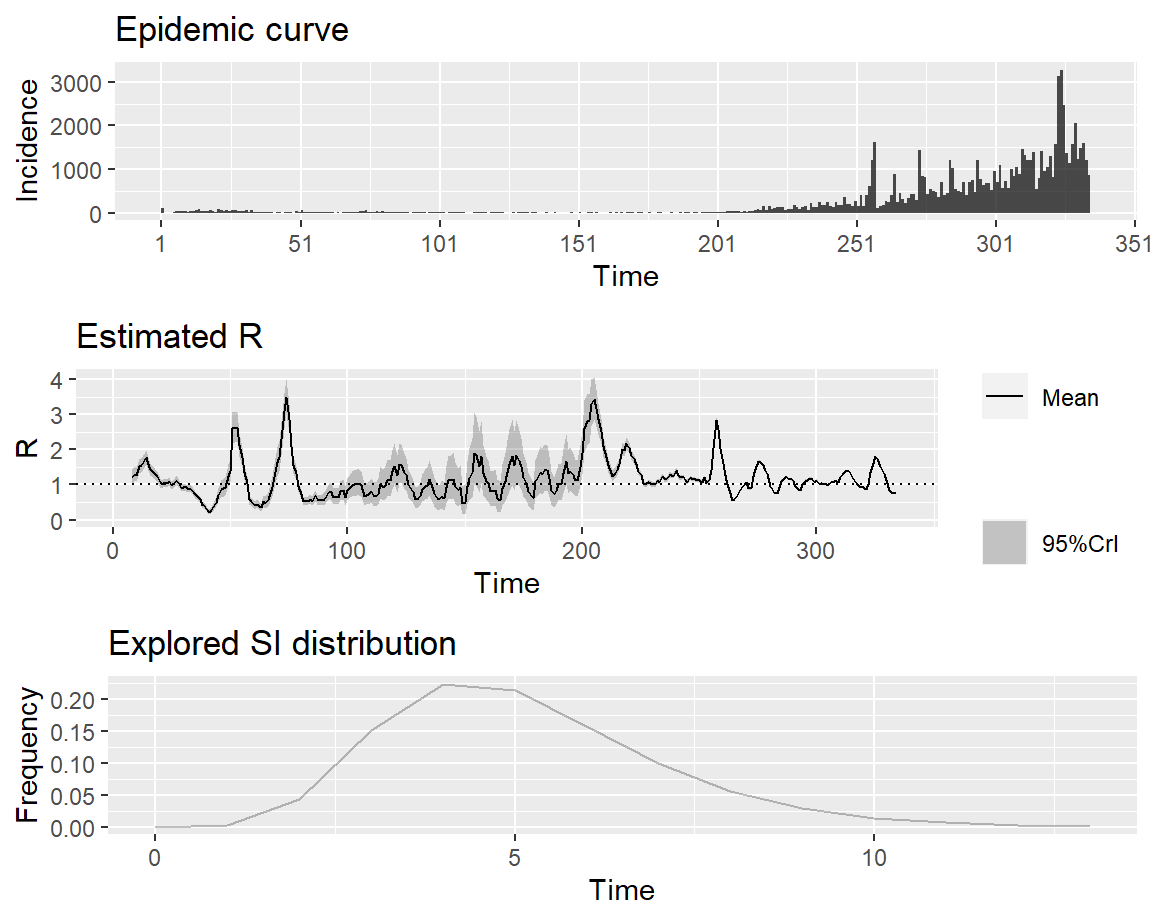 Epidemic curve
3000
2000
1000
0
Incidence
1 51 101 151 201 251 301 351
Time
Estimated R
4
3
2
1
0
R
0 100 200 300
Time
Mean
95%CrI
Explored SI distribution
0.20
0.15
0.10
0.05
0.00
Frequency
0 5 10
Time